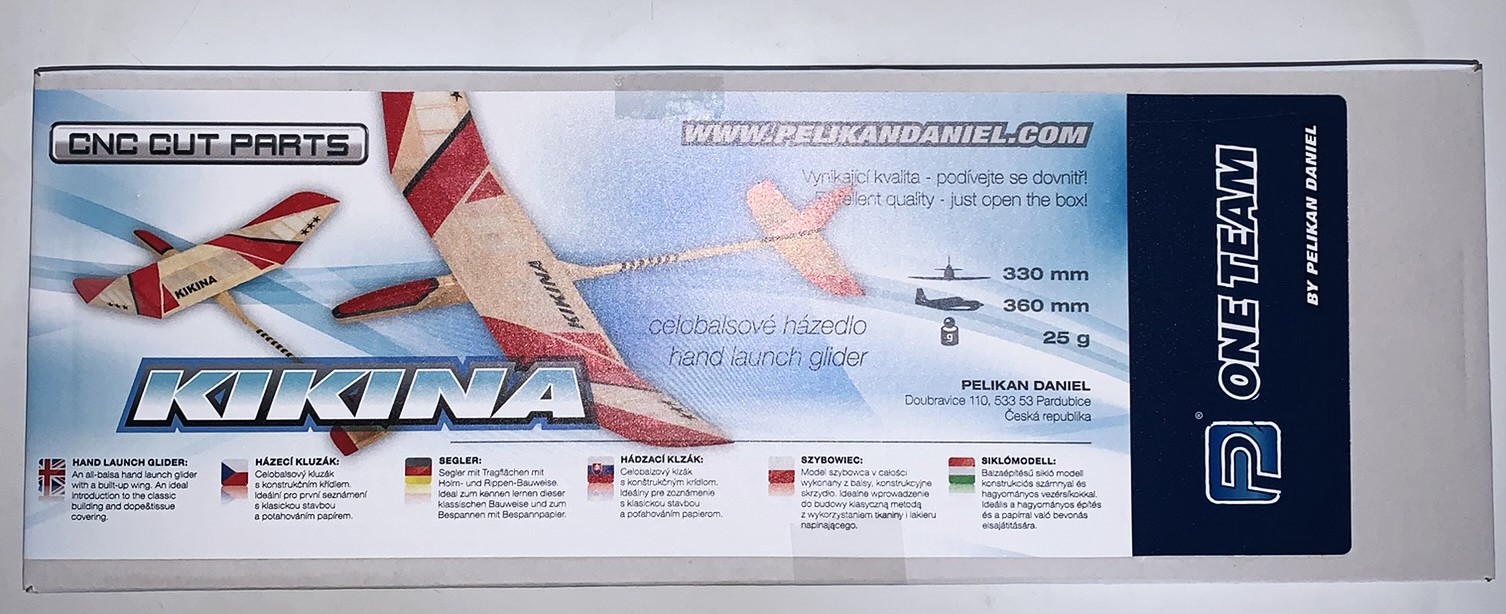 CNC CUT PARTS
WWW.PELIKANDANIEL.COM
Vynikající kvalita - podívejte se dovnitř!
Excellent quality - just open the box!
KIKINA
KIKINA
330 mm
360 mm
g
25 g
celobalsové házedlo
hand launch glider
KIKINA
PELIKAN DANIEL
Doubravice 110, 533 53 Pardubice
Česká republika
HAND LAUNCH GLIDER:
An all-balsa hand launch glider
with a built-up wing. An ideal
introduction to the classic
building and dope&tissue
covering.
HÁZECÍ KLUZÁK:
Celobalsový kluzák
s konstrukčním křídlem.
Ideální pro první seznámení
s klasickou stavbou
a potahováním papírem.
SEGLER:
Segler mit Tragflächen mit
Holm- und Rippen-Bauweise.
Ideal zum kennen lernen dieser
klassischen Bauweise und zum
Bespannen mit Bespannpapier.
HÁDZACÍ KLZÁK:
Celobalzový klzák
s konštrukčným krídlom.
Ideálny pre zoznámenie
s klasickou stavbou
a poťahovaním papierom.
SZYBOWIEC:
Model szybowca w całości
wykonany z balsy, konstrukcyjne
skrzydło. Idealne wprowadzenie
do budowy klasyczną metodą
z wykorzystaniem tkaniny i lakieru
napinającego.
SIKLÓMODELL:
Balzaépítésű sikló modell
konstrukciós szárnnyal és
hagyományos vezérsíkokkal.
Ideális a hagyományos építés
és a papírral való bevonás
elsajátítására.
P ® ONE TEAM
BY PELIKAN DANIEL